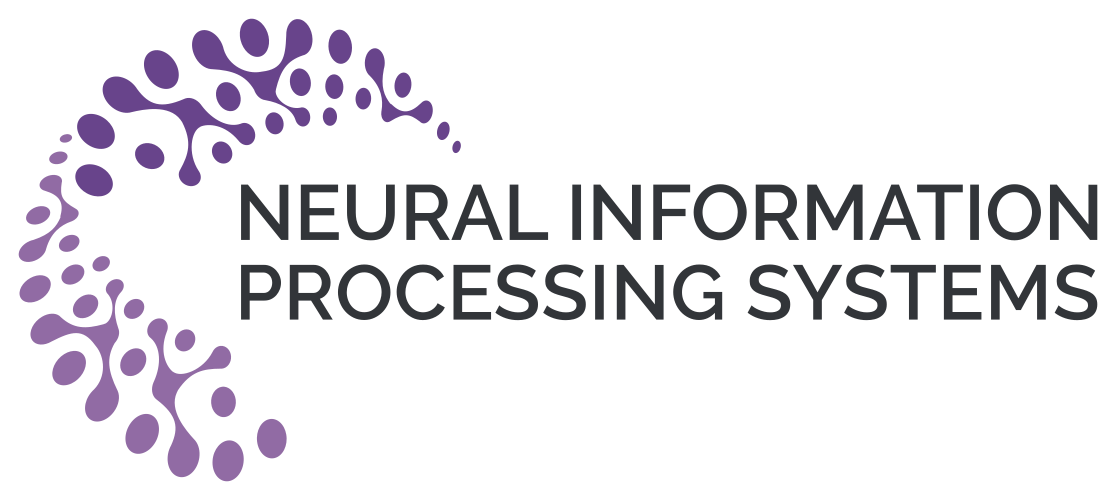 NEURAL INFORMATION
PROCESSING SYSTEMS